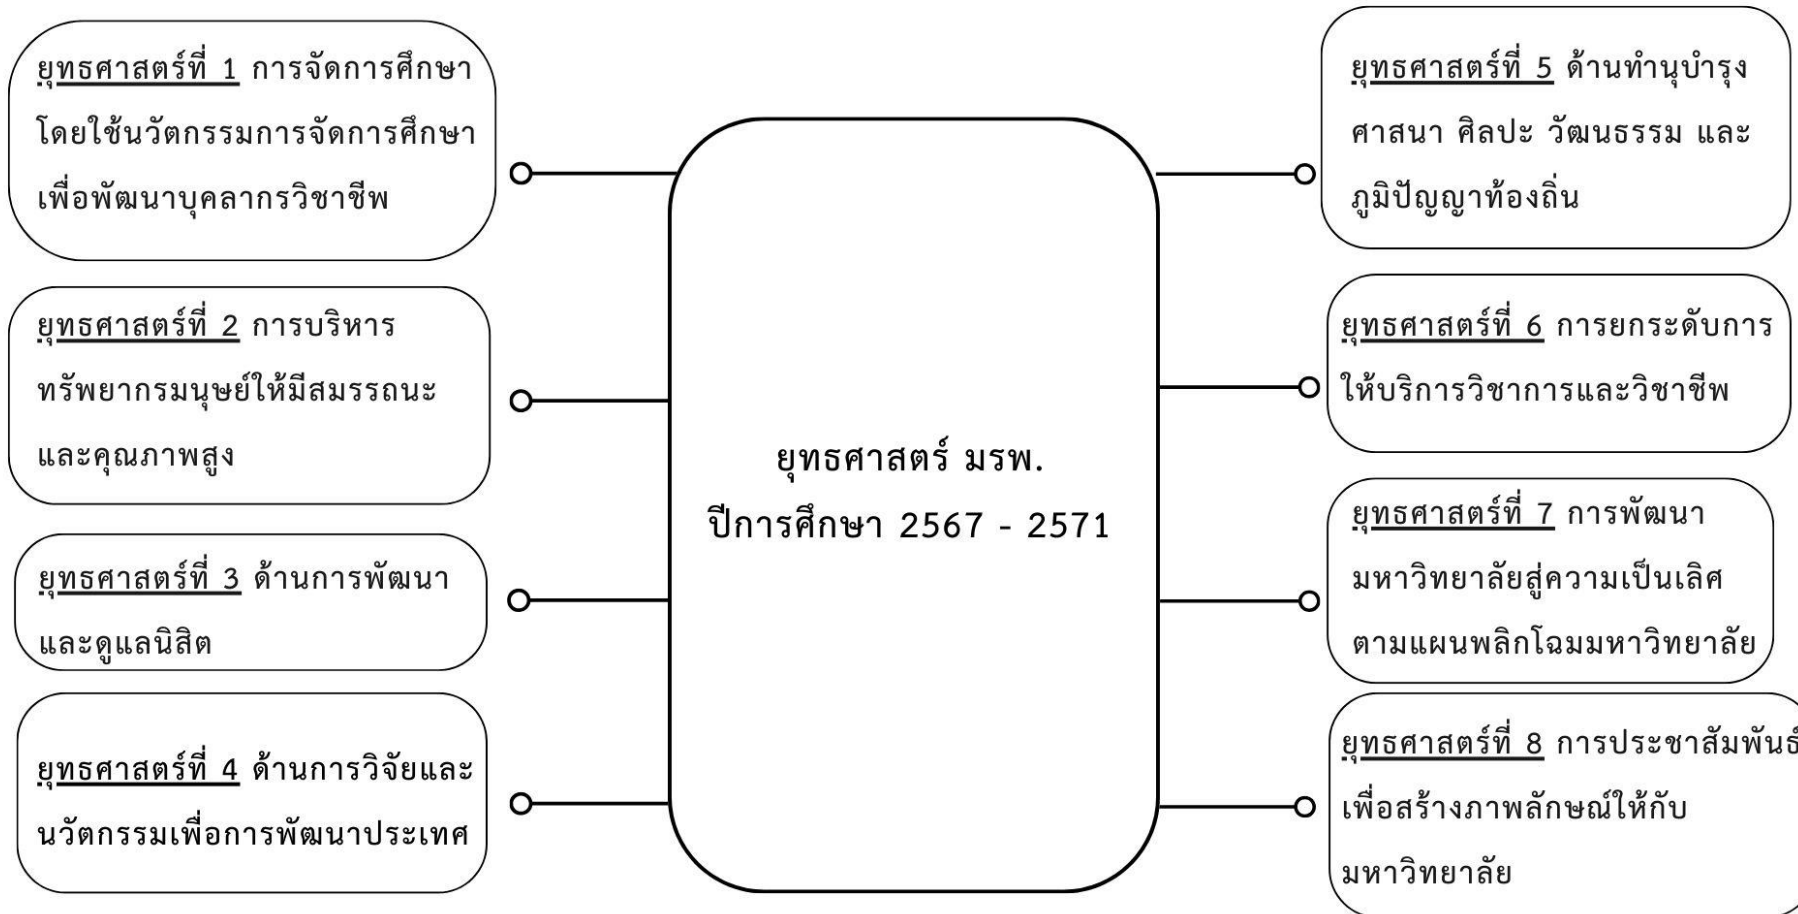 ยุทธศาสตร์ที่ 1 การจัดการศึกษา
โดยใช้นวัตกรรมการจัดการศึกษา
เพื่อพัฒนาบุคลากรวิชาชีพ
ยุทธศาสตร์ที่ 2 การบริหาร
ทรัพยากรมนุษย์ให้มีสมรรถนะ
และคุณภาพสูง
ยุทธศาสตร์ที่ 3 ด้านการพัฒนา
และดูแลนิสิต
ยุทธศาสตร์ที่ 4 ด้านการวิจัยและ
นวัตกรรมเพื่อการพัฒนาประเทศ
ยุทธศาสตร์ มรพ.
ปีการศึกษา 2567 - 2571
ยุทธศาสตร์ที่ 5 ด้านทำนุบำรุง
ศาสนา ศิลปะ วัฒนธรรม และ
ภูมิปัญญาท้องถิ่น
ยุทธศาสตร์ที่ 6 การยกระดับการ
ให้บริการวิชาการและวิชาชีพ
ยุทธศาสตร์ที่ 7 การพัฒนา
มหาวิทยาลัยสู่ความเป็นเลิศ
ตามแผนพลิกโฉมมหาวิทยาลัย
ยุทธศาสตร์ที่ 8 การประชาสัมพันธ์
เพื่อสร้างภาพลักษณ์ให้กับ
มหาวิทยาลัย